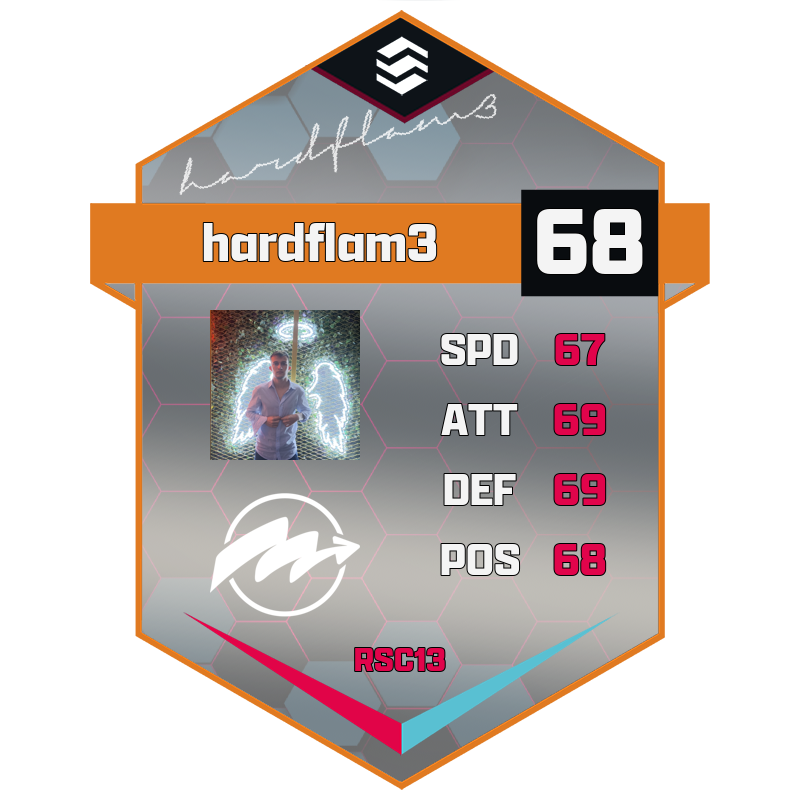 hardflam3
hardflam3
68
SPD 67
ATT 69
DEF 69
POS 68
RSC13